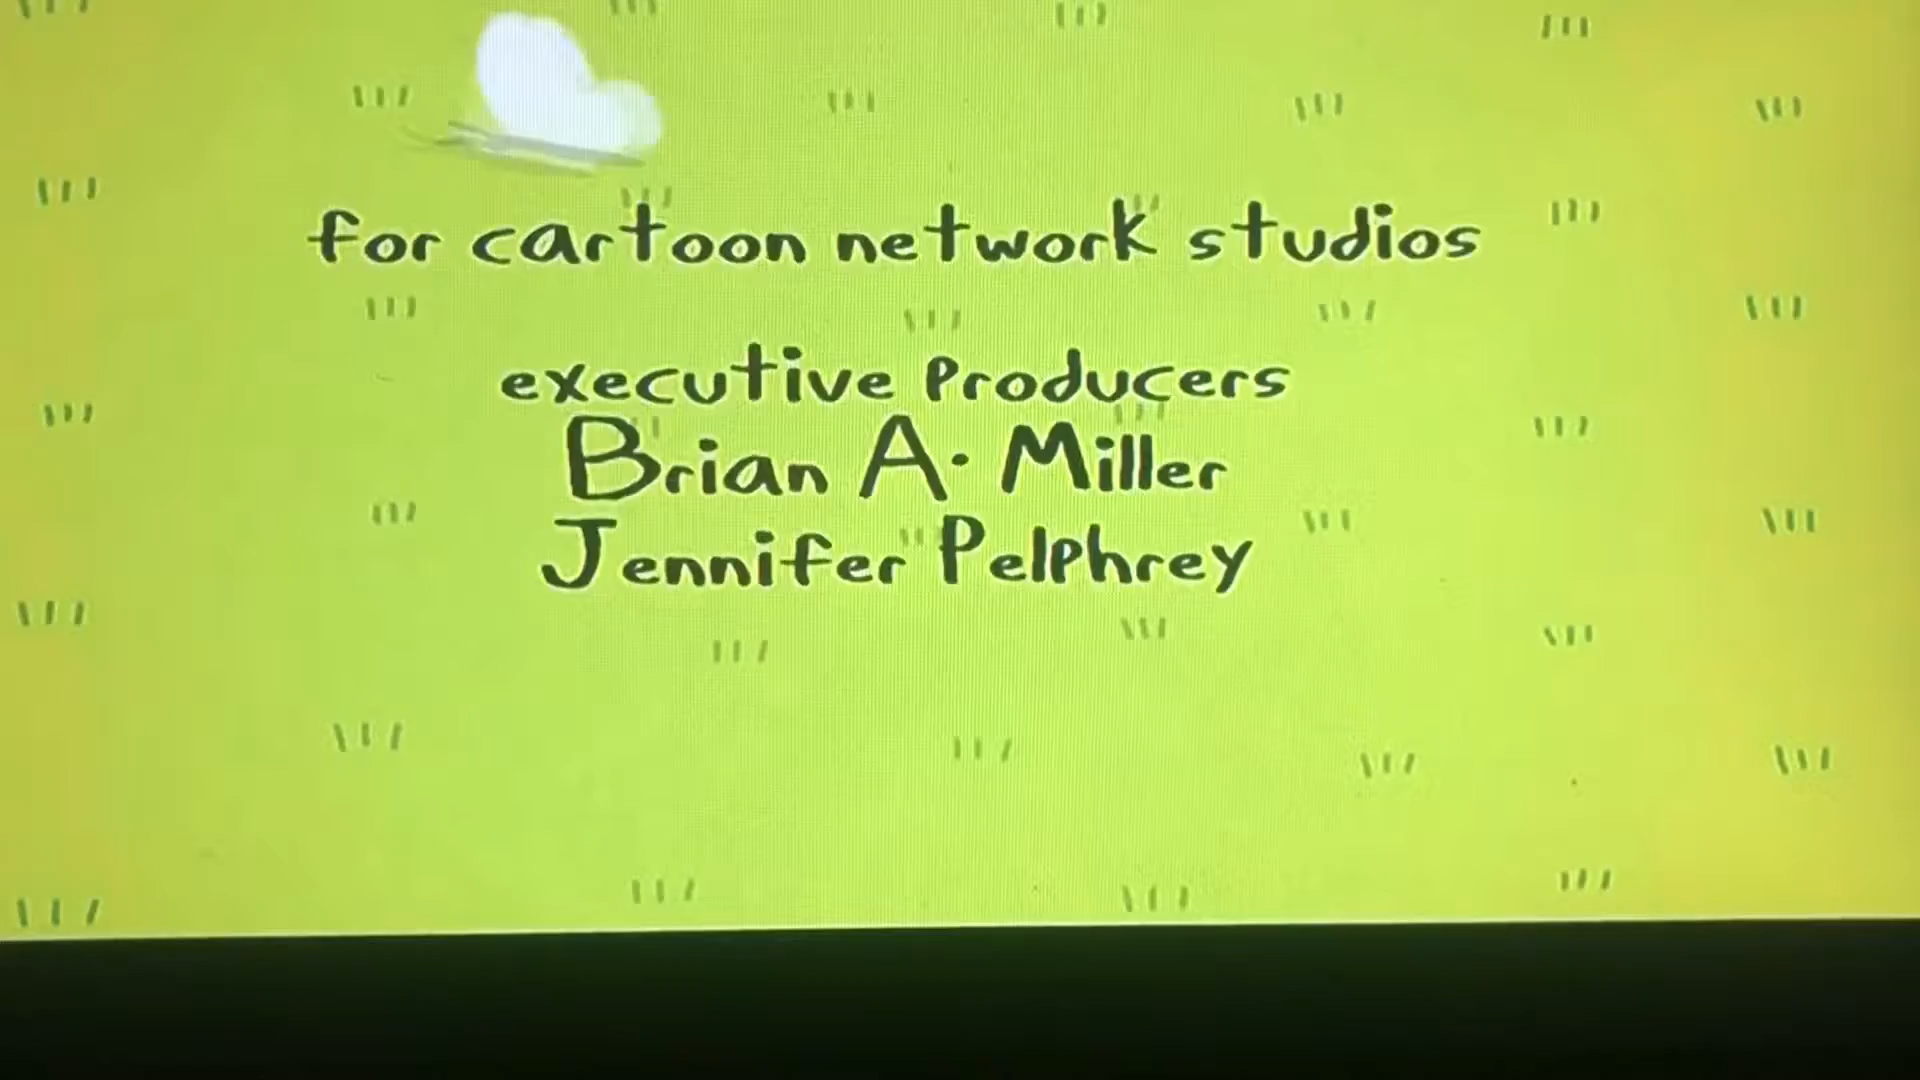 for cartoon network studios
executive Producers
Brian A. Miller
Jennifer Pelphrey